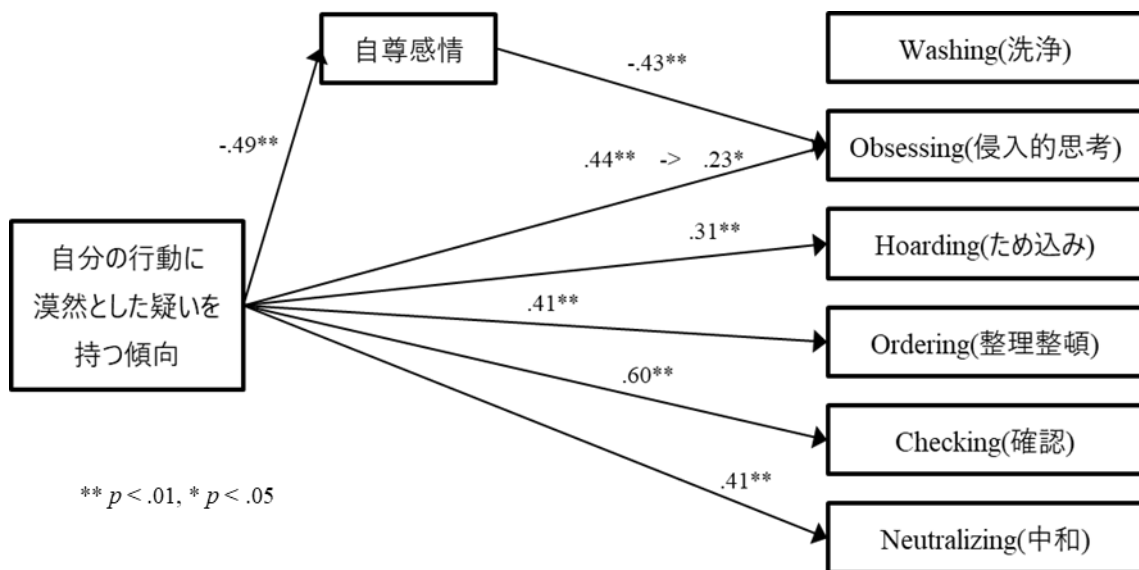 自尊感情
Washing(洗浄)
-.43**
-.49**
Obsessing(侵入的思考)
.44** -> .23*
自分の行動に
漠然とした疑いを
持つ傾向
.31**
Hoarding(ため込み)
.41**
Ordering(整理整頓)
.60**
Checking(確認)
.41**
Neutralizing(中和)
** p < .01, * p < .05